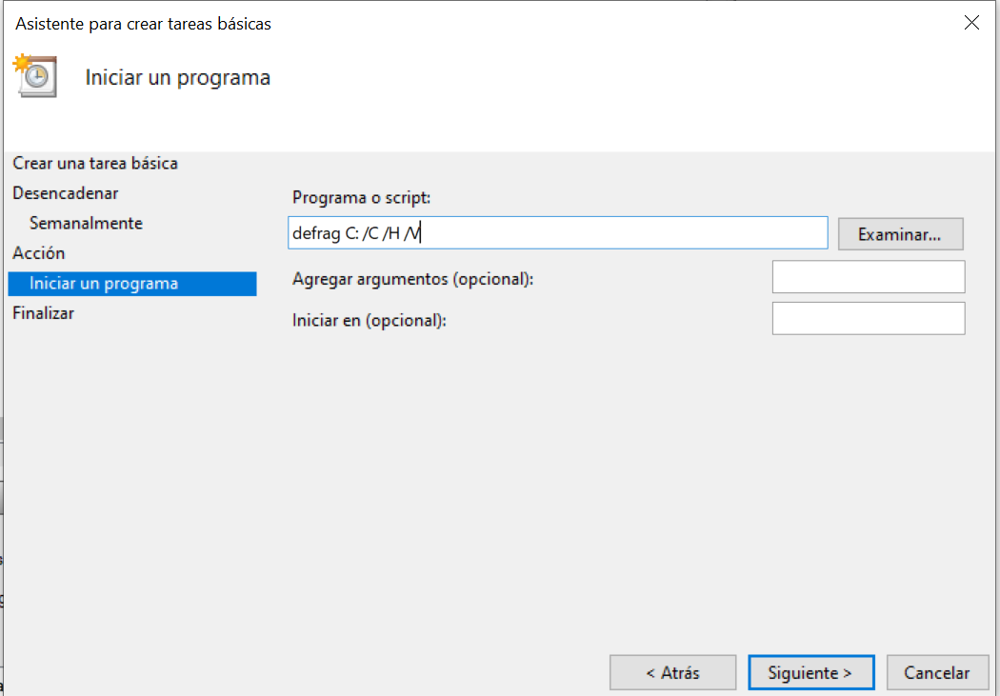 Asistente para crear tareas básicas
Iniciar un programa
Crear una tarea básica
Desencadenar
Semanalmente
Acción
Iniciar un programa
Finalizar
Programa o script:
defrag C: /C /H /V
Examinar...
Agregar argumentos (opcional):
Iniciar en (opcional):
< Atrás
Siguiente >
Cancelar